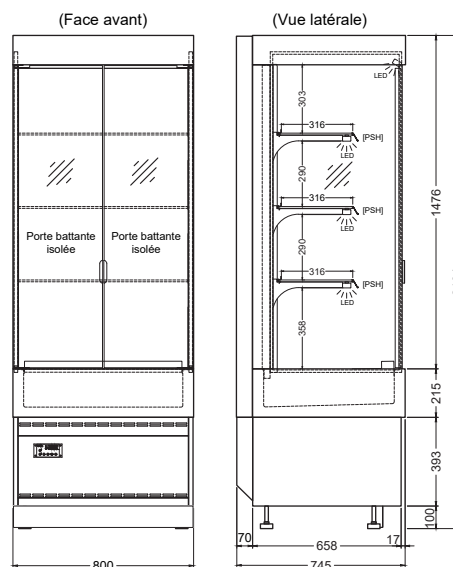 (Face avant)
(Vue latérale)
LED
303
316
[PSH]
LED
290
316
[PSH]
LED
1476
Porte battante
isolée
Porte battante
isolée
290
316
[PSH]
LED
358
215
393
100
70
658
17
800
745